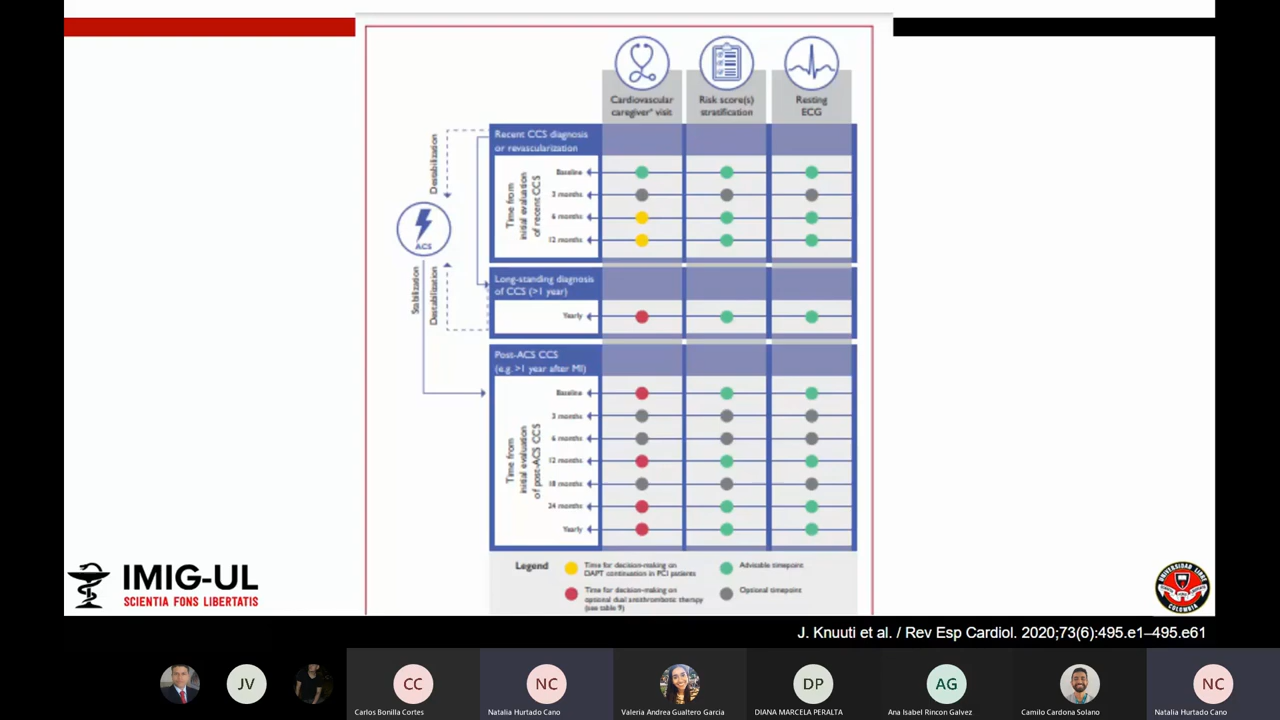 Cardiovascular
caregiver* visit
Risk score(s)
stratification
Resting
ECG
Recent CCS diagnosis
or revascularization
Time from
initial evaluation
of recent CCS
Baseline
3 months
6 months
12 months
Destabilization
ACS
Stabilization
Destabilization
Long-standing diagnosis
of CCS (>1 year)
Yearly
Post-ACS CCS
(e.g. >1 year after MI)
Time from
initial evaluation
of post-ACS CCS
Baseline
3 months
6 months
12 months
18 months
24 months
Yearly
Legend
Time for decision-making on
DAPT continuation in PCI patients
Advisable timepoint
Time for decision-making on
optional dual antithrombotic therapy
(see table 9)
Optional timepoint
IMIG-UL
SCIENTIA FONS LIBERTATIS
UNIVERSIDAD LIBRE
COLOMBIA
J. Knuuti et al. / Rev Esp Cardiol. 2020;73(6):495.e1–495.e61
JV
CC
Carlos Bonilla Cortes
NC
Natalia Hurtado Cano
Valeria Andrea Gualtero Garcia
DP
DIANA MARCELA PERALTA
AG
Ana Isabel Rincon Galvez
Camilo Cardona Solano
NC
Natalia Hurtado Cano